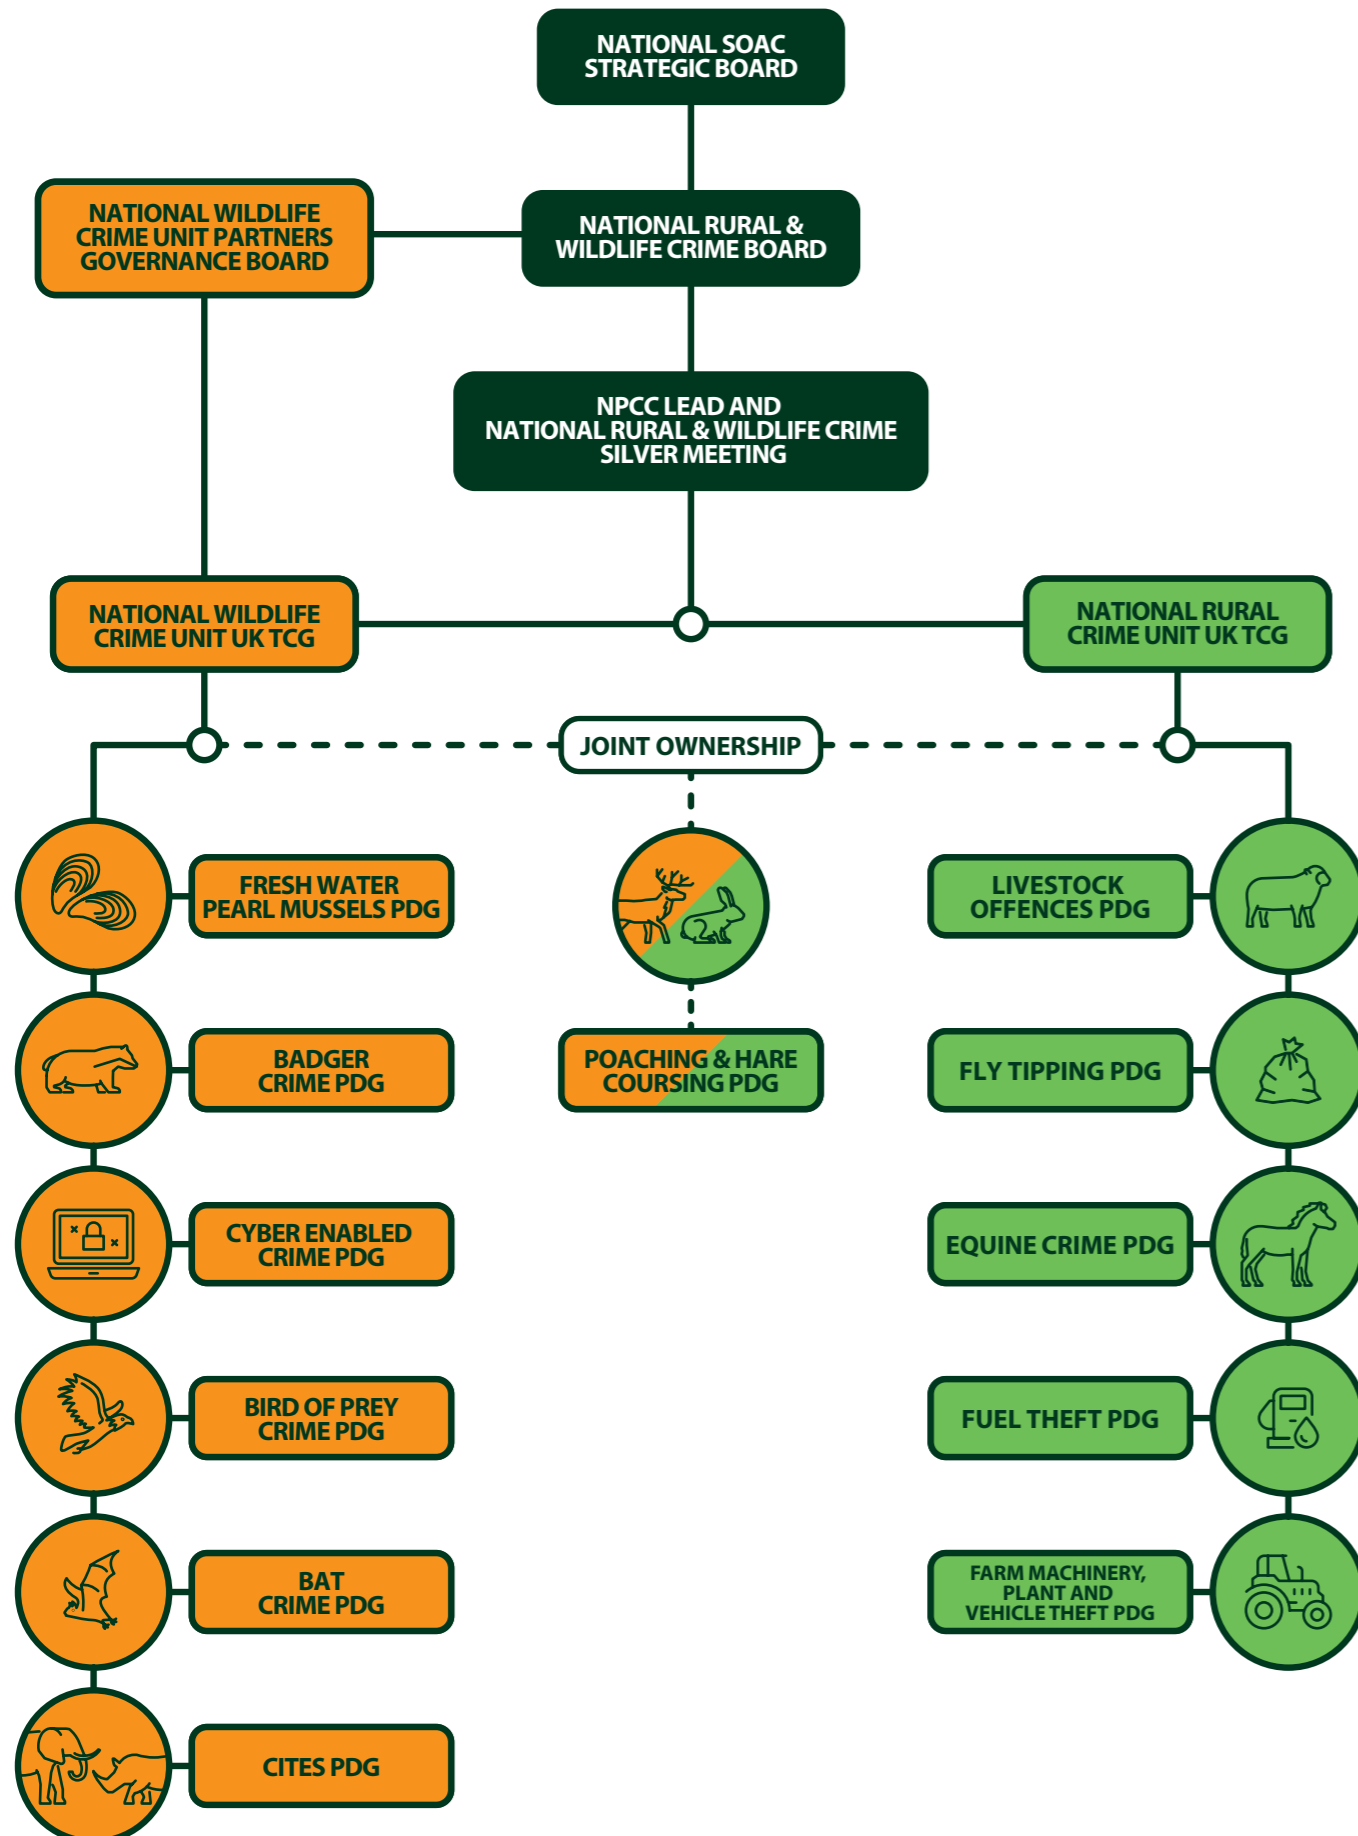 NATIONAL SOAC
STRATEGIC BOARD
NATIONAL WILDLIFE
CRIME UNIT PARTNERS
GOVERNANCE BOARD
NATIONAL RURAL &
WILDLIFE CRIME BOARD
NPCC LEAD AND
NATIONAL RURAL & WILDLIFE CRIME
SILVER MEETING
NATIONAL WILDLIFE
CRIME UNIT UK TCG
NATIONAL RURAL
CRIME UNIT UK TCG
JOINT OWNERSHIP
FRESH WATER
PEARL MUSSELS PDG
BADGER
CRIME PDG
CYBER ENABLED
CRIME PDG
BIRD OF PREY
CRIME PDG
BAT
CRIME PDG
CITES PDG
POACHING & HARE
COURSING PDG
LIVESTOCK
OFFENCES PDG
FLY TIPPING PDG
EQUINE CRIME PDG
FUEL THEFT PDG
FARM MACHINERY,
PLANT AND
VEHICLE THEFT PDG